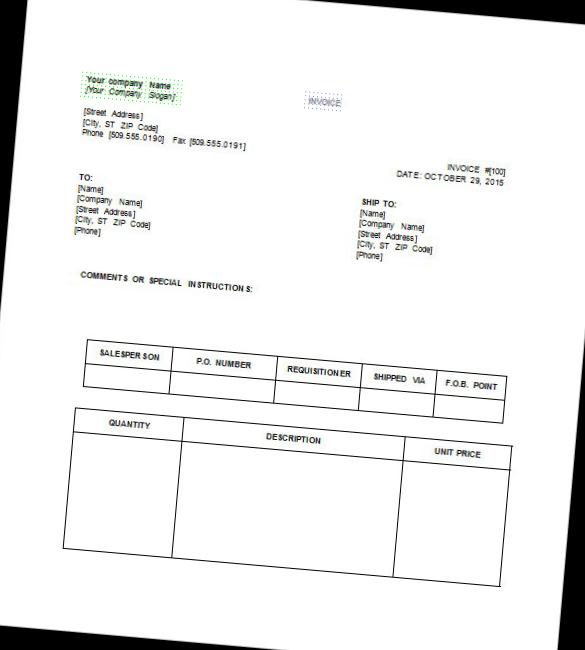 Your company Name
[Your Company Slogan]
INVOICE
[Street Address]
[City, ST ZIP Code]
Phone [509.555.0190] Fax [509.555.0191]
INVOICE #[100]
DATE: OCTOBER 29, 2015
TO:
[Name]
[Company Name]
[Street Address]
[City, ST ZIP Code]
[Phone]
SHIP TO:
[Name]
[Company Name]
[Street Address]
[City, ST ZIP Code]
[Phone]
COMMENTS OR SPECIAL INSTRUCTIONS:
SALESPERSON P.O. NUMBER REQUISITIONER SHIPPED VIA F.O.B. POINT
QUANTITY DESCRIPTION UNIT PRICE